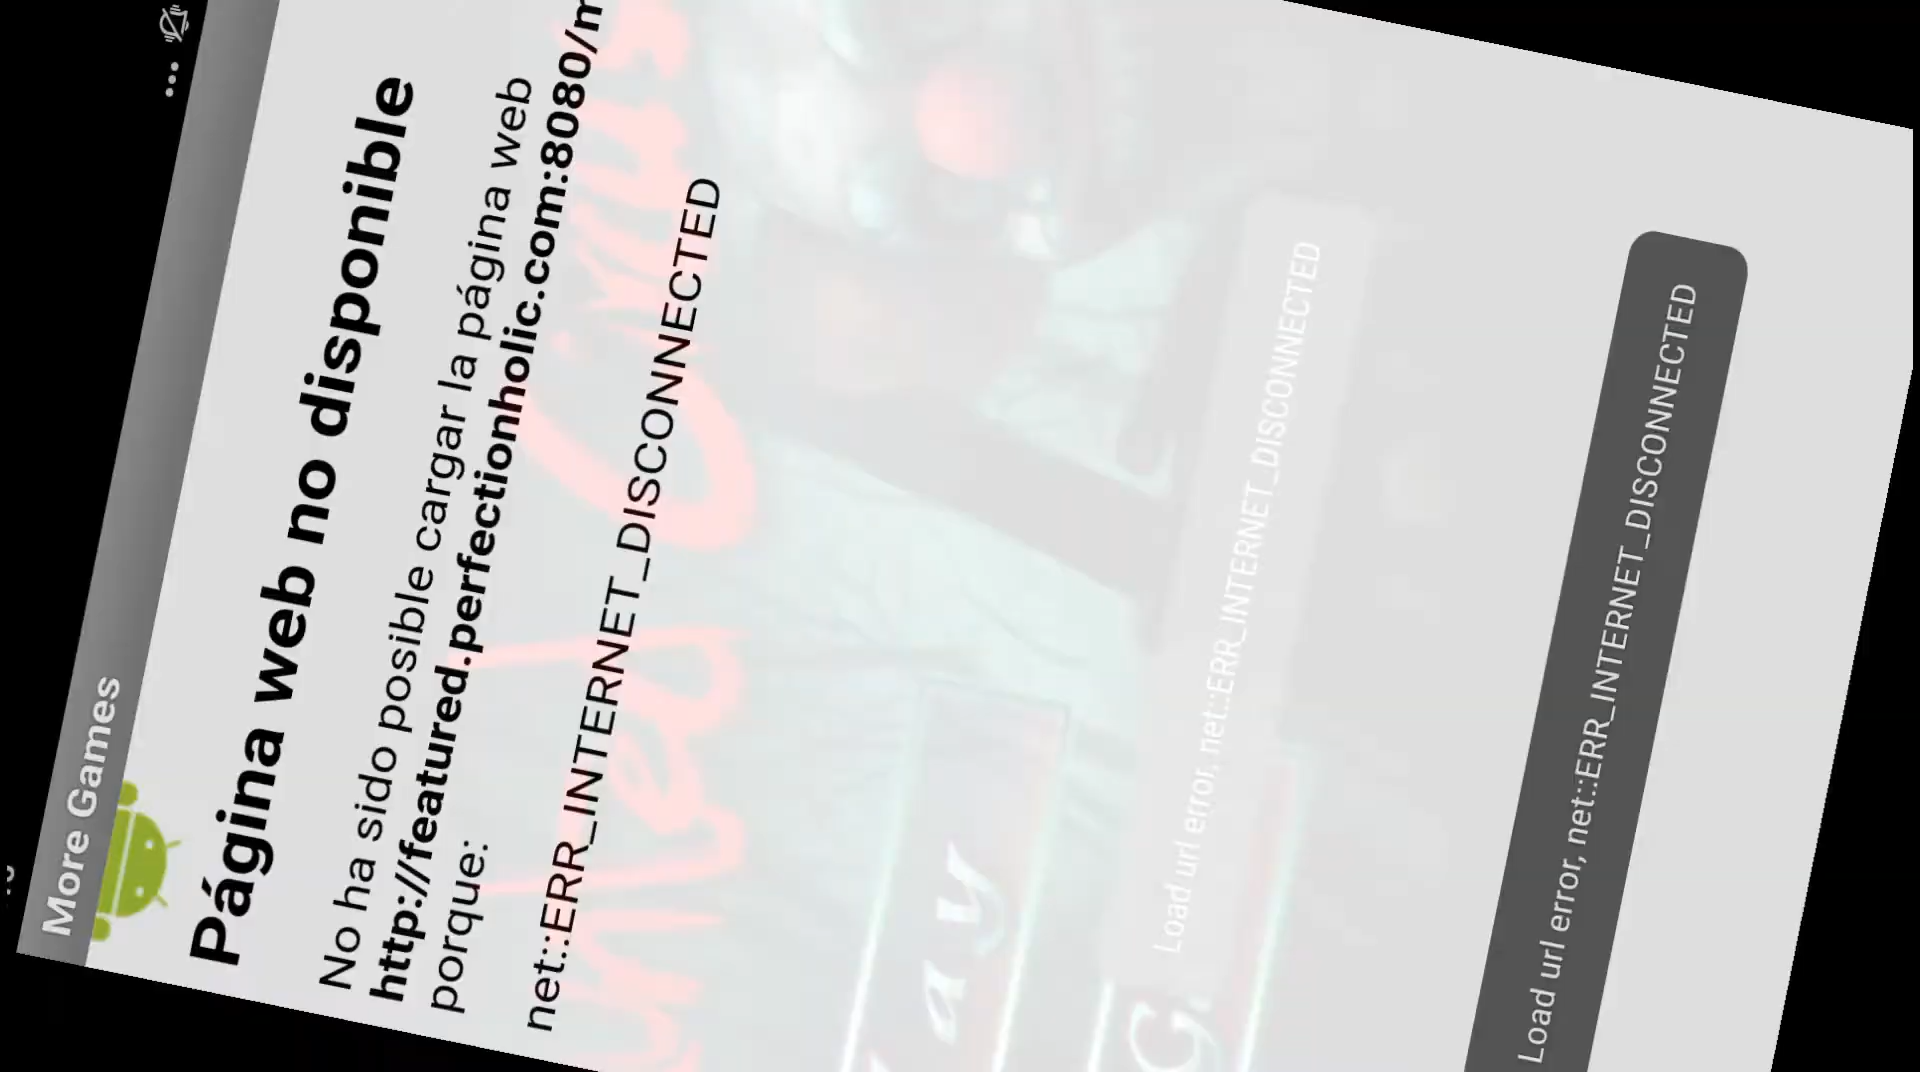 More Games
Página web no disponible
No ha sido posible cargar la página web
http://featured.perfectionholic.com:8080/m
porque:
net::ERR_INTERNET_DISCONNECTED
ay
G.
Load url error, net::ERR_INTERNET_DISCONNECTED
Load url error, net::ERR_INTERNET_DISCONNECTED